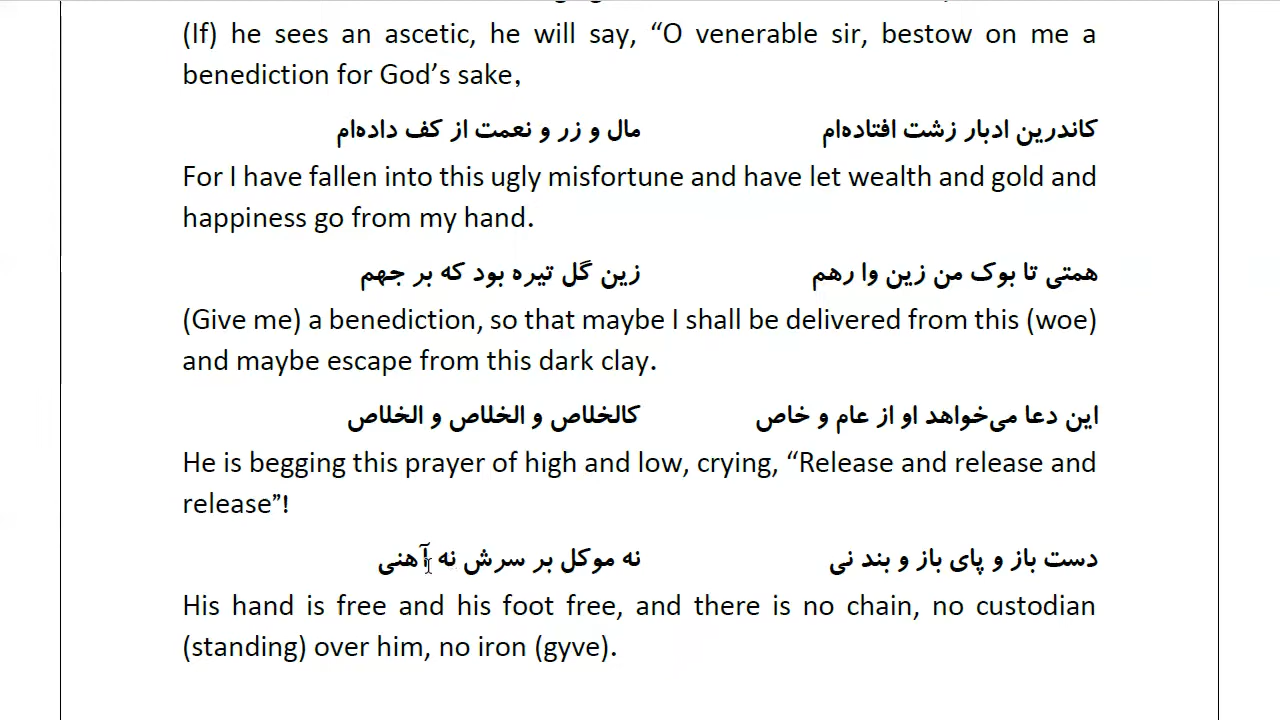 (If) he sees an ascetic, he will say, “O venerable sir, bestow on me a
benediction for God’s sake,
کاندرین ادبار زشت افتاده‌ام مال و زر و نعمت از کف داده‌ام
For I have fallen into this ugly misfortune and have let wealth and gold and
happiness go from my hand.
همتی تا بوک من زین وا رهم زین گل تیره بود که بر جهم
(Give me) a benediction, so that maybe I shall be delivered from this (woe)
and maybe escape from this dark clay.
این دعا می‌خواهد او از عام و خاص کالخلاص و الخلاص و الخلاص
He is begging this prayer of high and low, crying, “Release and release and
release”!
دست باز و پای باز و بند نی نه موکل بر سرش نه آهنی
His hand is free and his foot free, and there is no chain, no custodian
(standing) over him, no iron (gyve).